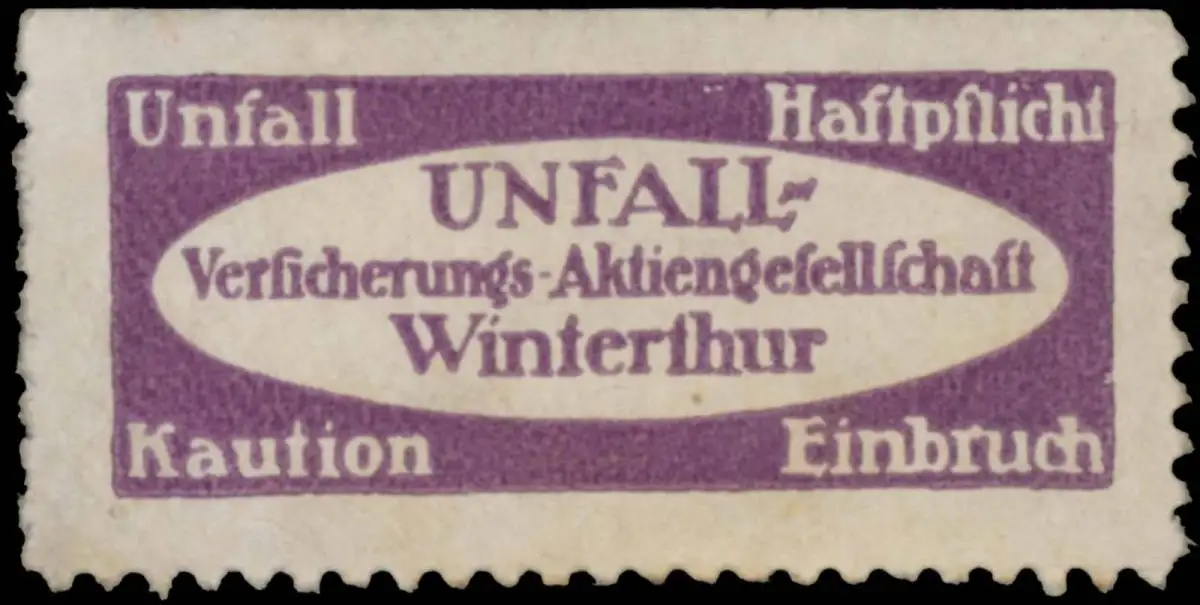 Unfall
Haftpflicht
UNFALL-
Verſicherungs-Aktiengeſellſchaft
Winterthur
Kaution
Einbruch